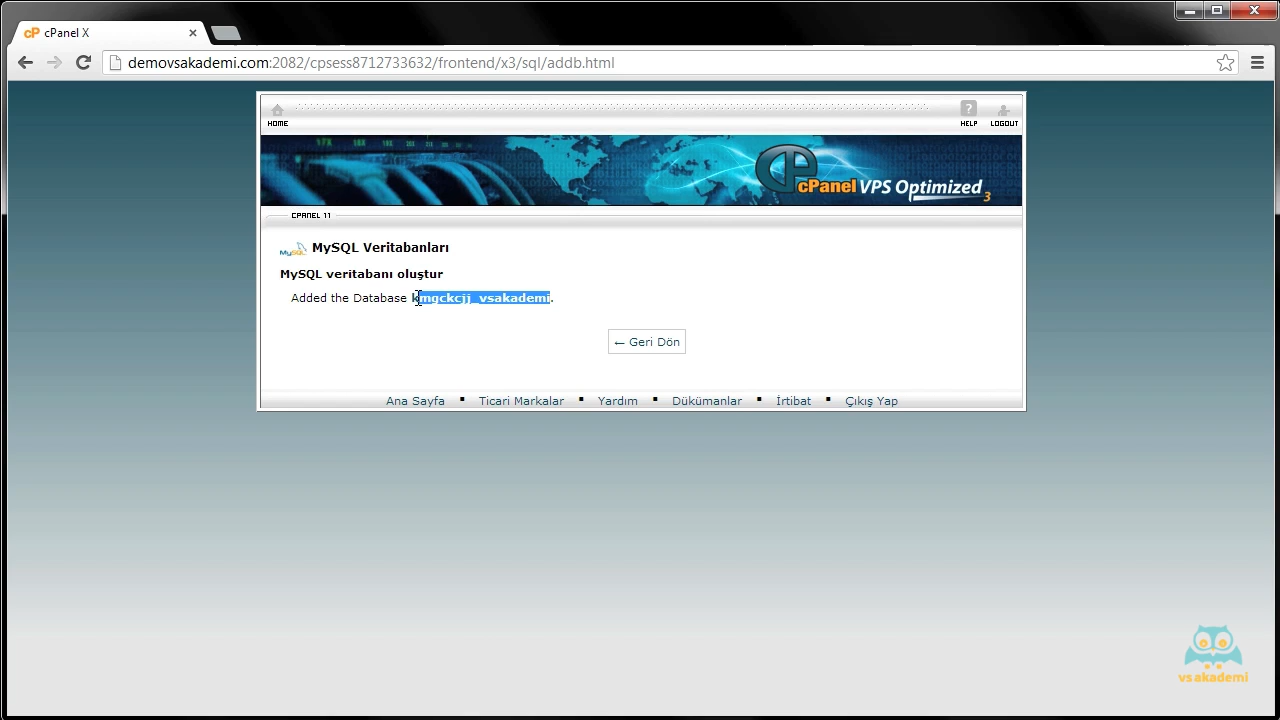 cP cPanel X
demovsakademi.com:2082/cpsess8712733632/frontend/x3/sql/addb.html
HOME
? HELP
LOGOUT
cPanel VPS Optimized 3
CPANEL 11
MySQL MySQL Veritabanları
MySQL veritabanı oluştur
Added the Database kmgckcjj_vsakademi.
← Geri Dön
Ana Sayfa ▪ Ticari Markalar ▪ Yardım ▪ Dükümanlar ▪ İrtibat ▪ Çıkış Yap
vsakademi